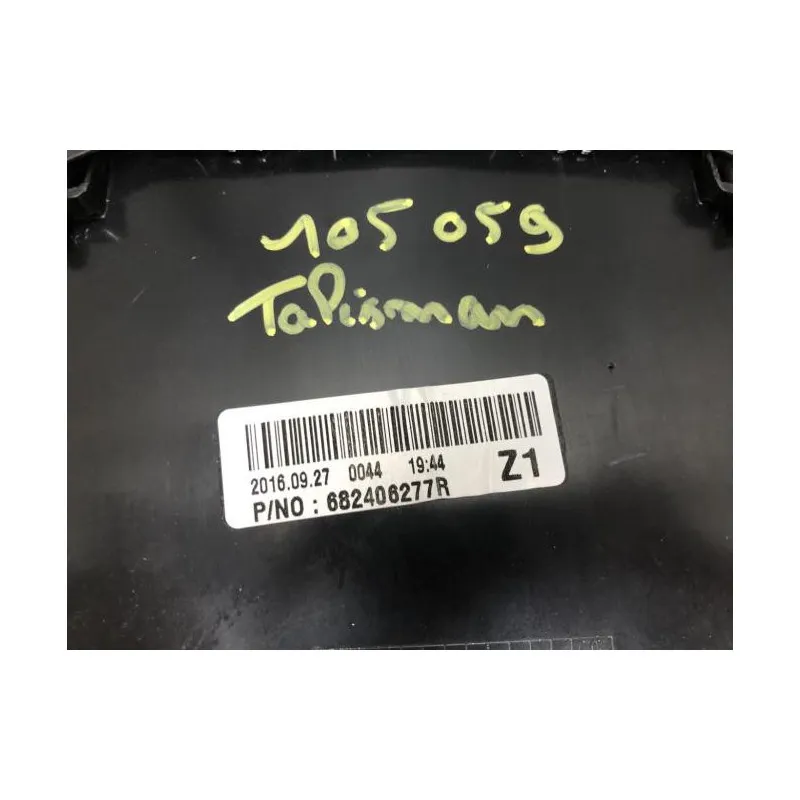 105 059
Talisman
2016.09.27 0044 19:44
Z1
P/NO : 682406277R